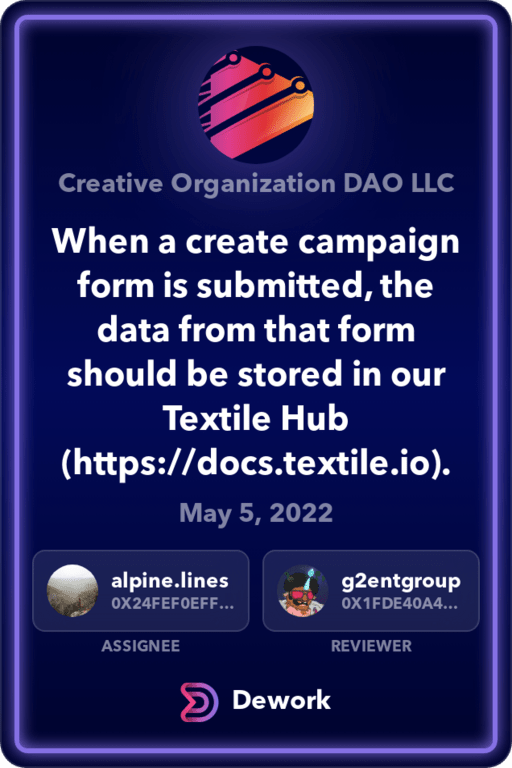 Creative Organization DAO LLC
When a create campaign
form is submitted, the
data from that form
should be stored in our
Textile Hub
(https://docs.textile.io).
May 5, 2022
alpine.lines
0X24FEF0EFF...
ASSIGNEE
g2entgroup
0X1FDE40A4...
REVIEWER
Dework